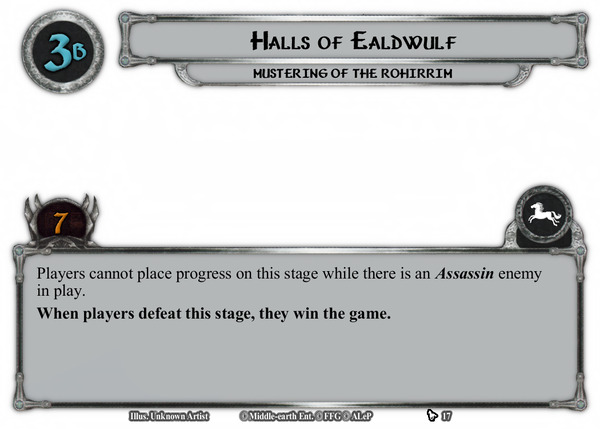 3B
Halls of Ealdwulf
Mustering of the Rohirrim
7
Players cannot place progress on this stage while there is an Assassin enemy
in play.
When players defeat this stage, they win the game.
Illus. Unknown Artist © Middle-earth Ent. © FFG © ALeP 17